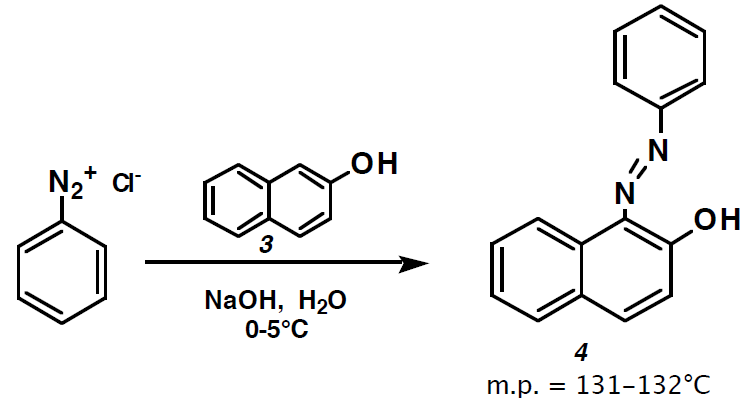 N₂⁺ Cl⁻
OH
3
NaOH, H₂O
0-5°C
N
N
OH
4
m.p. = 131–132°C